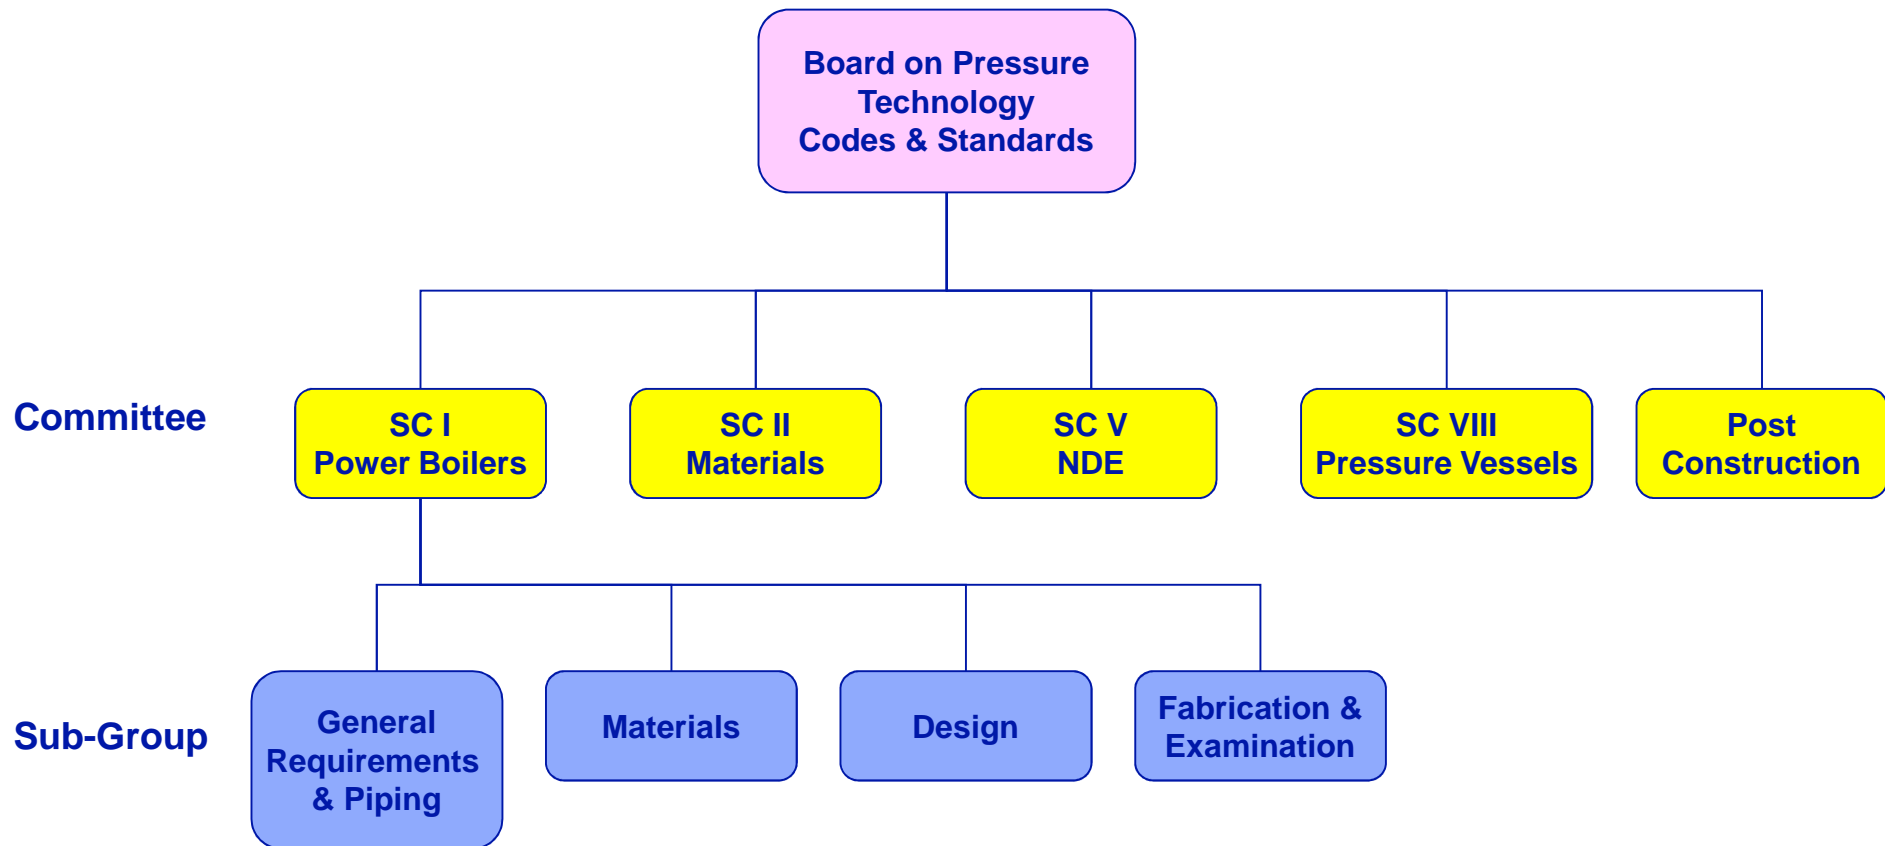 Board on Pressure
Technology
Codes & Standards
Committee
SC I
Power Boilers
SC II
Materials
SC V
NDE
SC VIII
Pressure Vessels
Post
Construction
Sub-Group
General
Requirements
& Piping
Materials
Design
Fabrication &
Examination